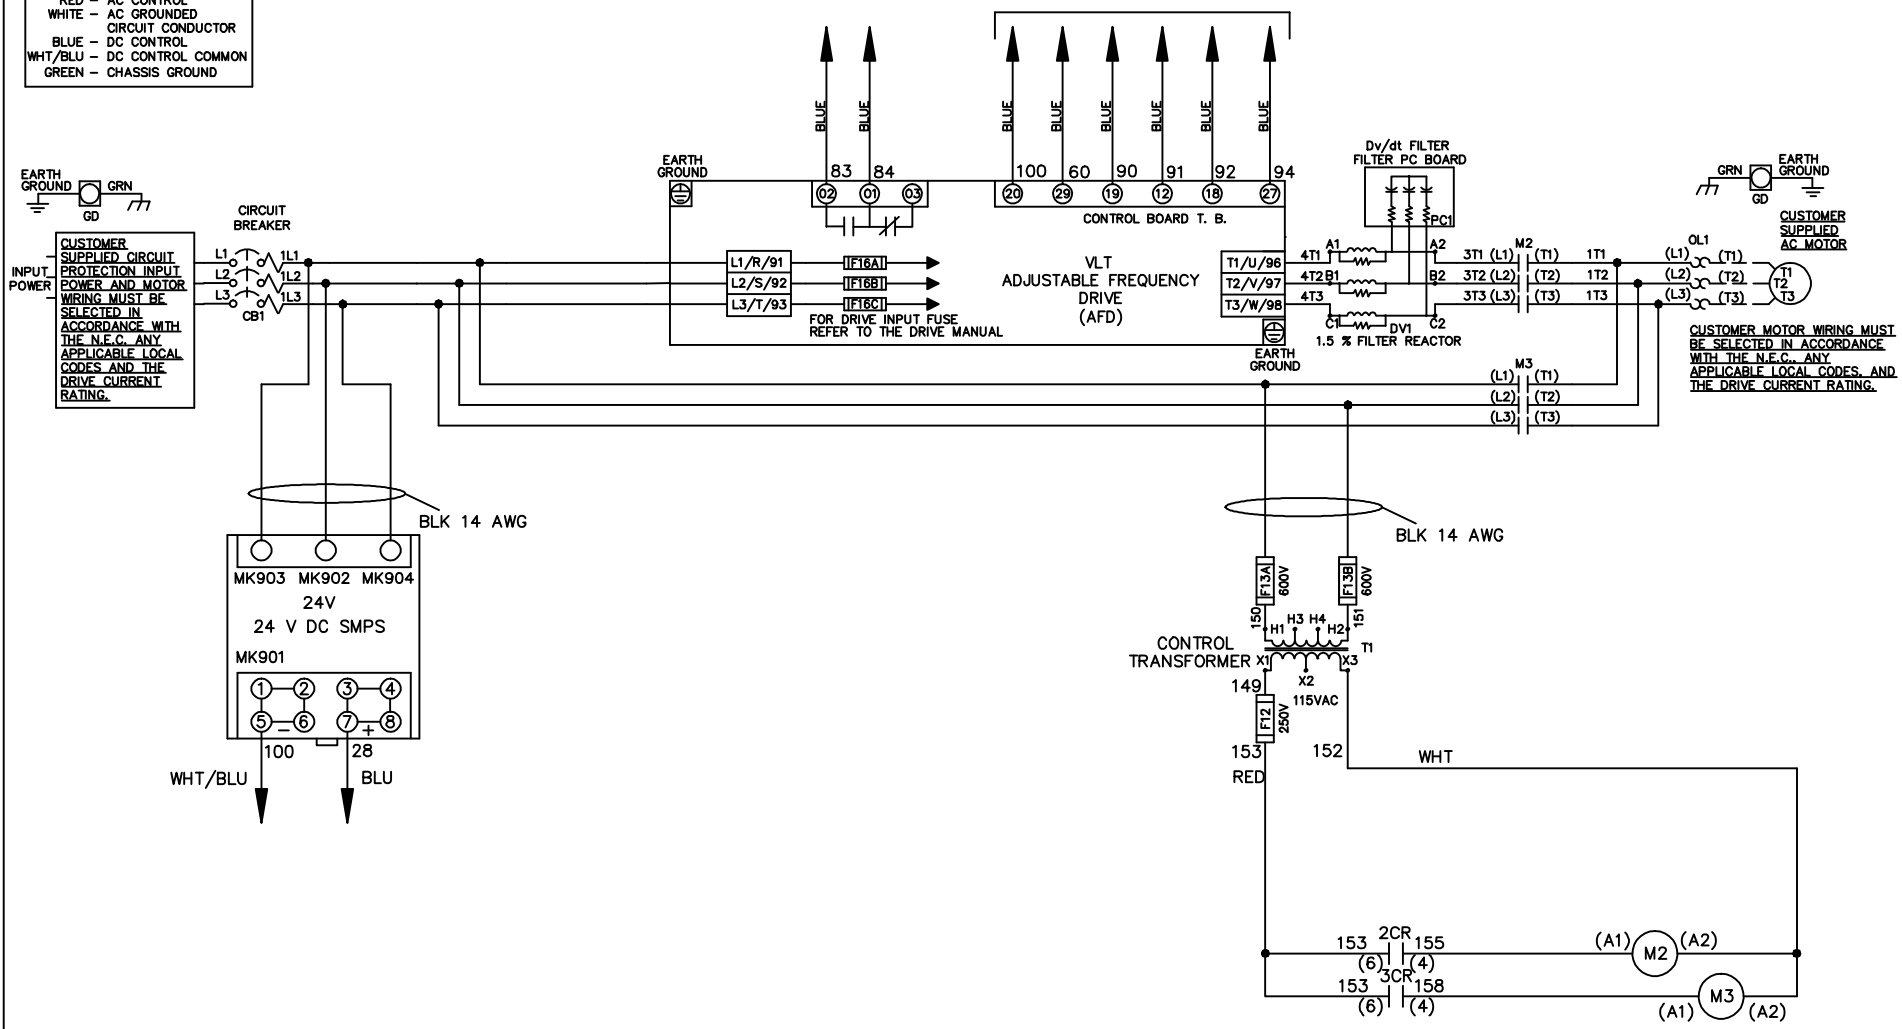 RED – AC CONTROL
WHITE – AC GROUNDED
CIRCUIT CONDUCTOR
BLUE – DC CONTROL
WHT/BLU – DC CONTROL COMMON
GREEN – CHASSIS GROUND
BLUE
BLUE
BLUE
BLUE
BLUE
BLUE
BLUE
BLUE
EARTH
GROUND
GRN
GD
EARTH
GROUND
83 84
100 60 90 91 92 94
02 01 03
20 29 19 12 18 27
CONTROL BOARD T. B.
Dv/dt FILTER
FILTER PC BOARD
PC1
GRN
EARTH
GROUND
GD
CUSTOMER
SUPPLIED
AC MOTOR
INPUT
POWER
CUSTOMER
SUPPLIED CIRCUIT
PROTECTION INPUT
POWER AND MOTOR
WIRING MUST BE
SELECTED IN
ACCORDANCE WITH
THE N.E.C. ANY
APPLICABLE LOCAL
CODES AND THE
DRIVE CURRENT
RATING.
CIRCUIT
BREAKER
L1 1L1
L2 1L2
L3 1L3
CB1
L1/R/91 F16A
L2/S/92 F16B
L3/T/93 F16C
FOR DRIVE INPUT FUSE
REFER TO THE DRIVE MANUAL
VLT
ADJUSTABLE FREQUENCY
DRIVE
(AFD)
T1/U/96 4T1 A1 A2 3T1 (L1) M2 (T1) 1T1 (L1) OL1 (T1) T1
T2/V/97 4T2 B1 B2 3T2 (L2) (T2) 1T2 (L2) (T2) T2
T3/W/98 4T3 C1 C2 3T3 (L3) (T3) 1T3 (L3) (T3) T3
DV1
1.5 % FILTER REACTOR
EARTH
GROUND
CUSTOMER MOTOR WIRING MUST
BE SELECTED IN ACCORDANCE
WITH THE N.E.C., ANY
APPLICABLE LOCAL CODES, AND
THE DRIVE CURRENT RATING.
M3
(L1) (T1)
(L2) (T2)
(L3) (T3)
BLK 14 AWG
BLK 14 AWG
MK903 MK902 MK904
24V
24 V DC SMPS
MK901
1 2 3 4
5 6 7 8
– +
100 28
WHT/BLU BLU
F13A 600V
F13B 600V
150 151
H1 H3 H4 H2
T1
CONTROL
TRANSFORMER
X1 X2 X3
149
115VAC
F12 250V
153 152
RED
WHT
153 2CR 155
(6) (4)
(A1) M2 (A2)
153 3CR 158
(6) (4)
(A1) M3 (A2)